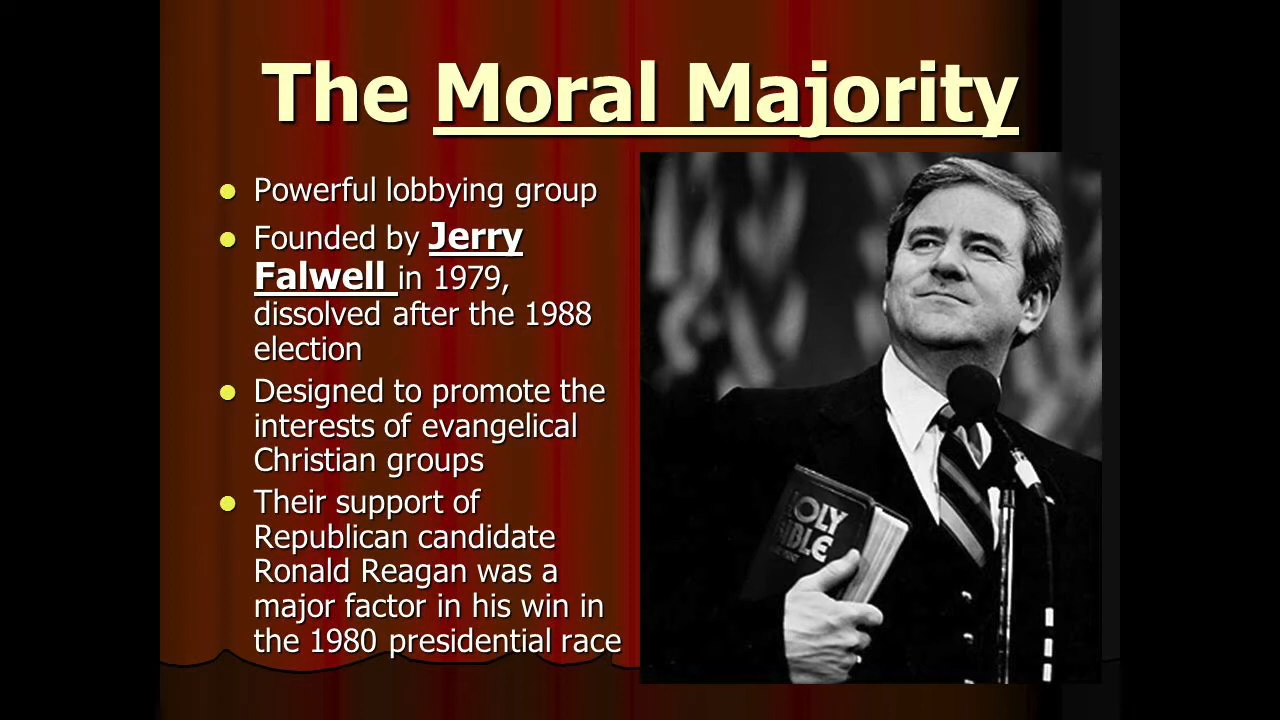 The Moral Majority
Powerful lobbying group
Founded by Jerry
Falwell in 1979,
dissolved after the 1988
election
Designed to promote the
interests of evangelical
Christian groups
Their support of
Republican candidate
Ronald Reagan was a
major factor in his win in
the 1980 presidential race
HOLY
BIBLE